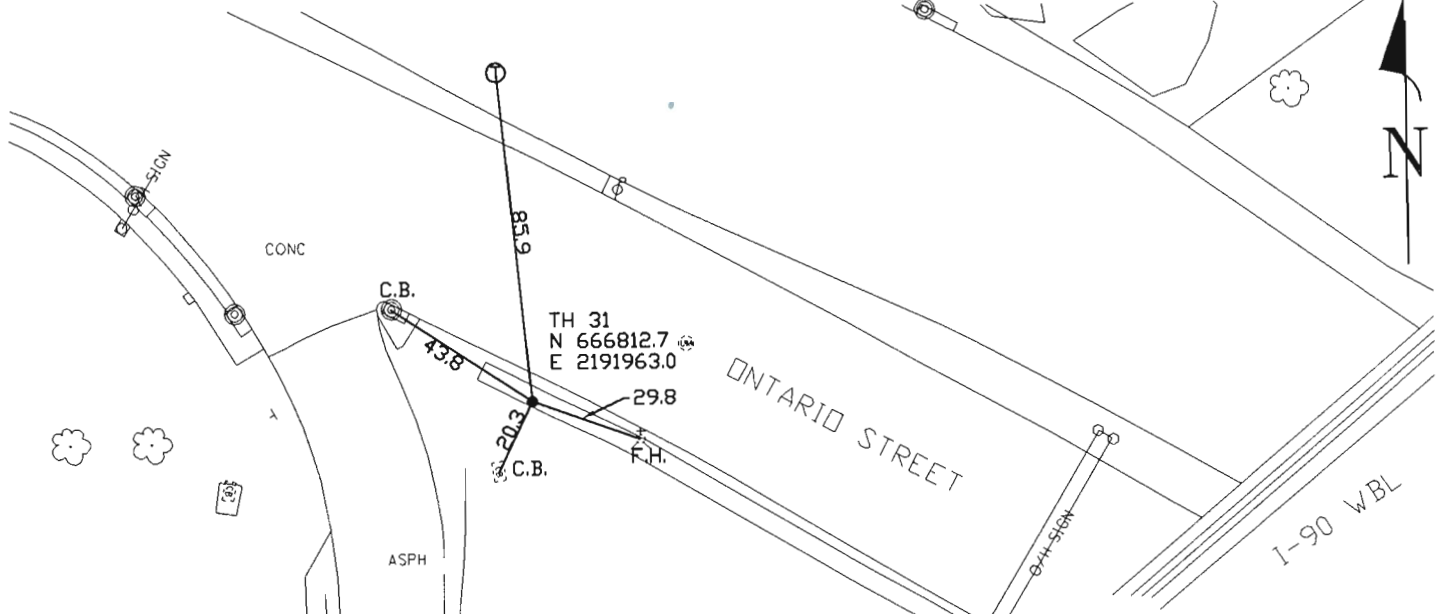 SIGN
N
CONC
85.9
C.B.
43.8
TH 31
N 666812.7
E 2191963.0
29.8
20.3
C.B.
F.H.
ONTARIO STREET
O/H SIGN
I-90 WBL
ASPH